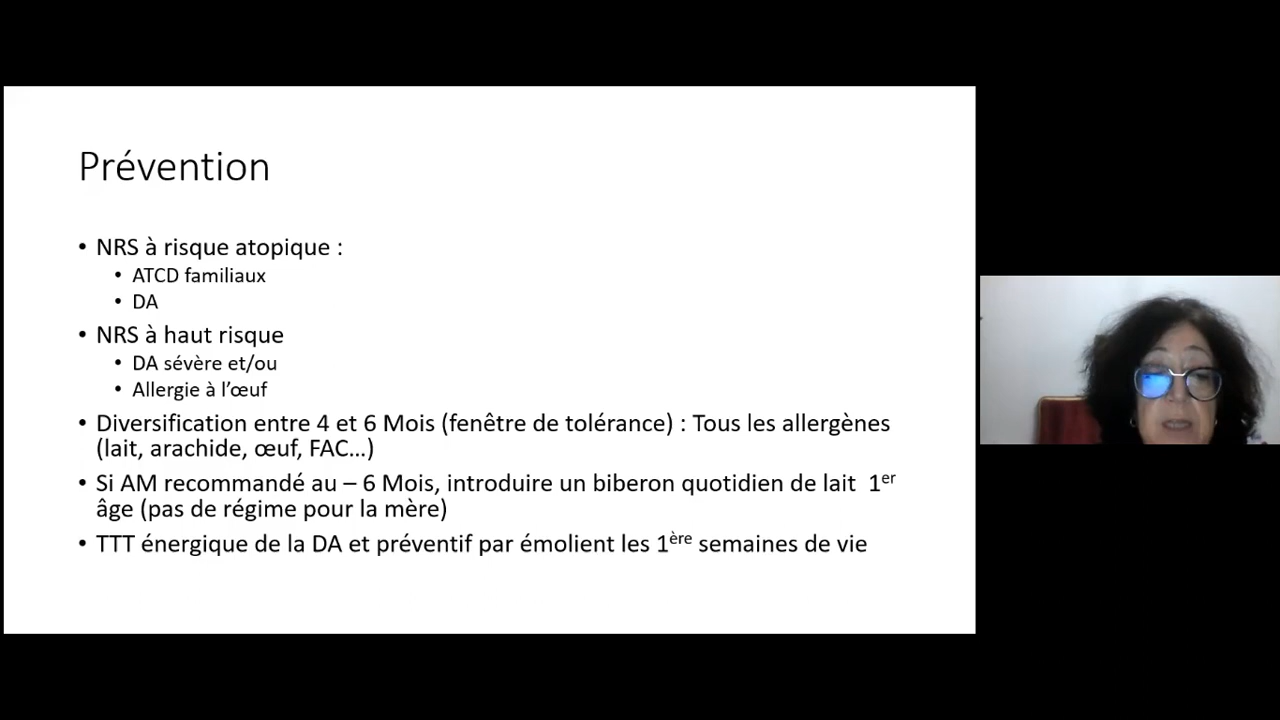 Prévention
• NRS à risque atopique :
• ATCD familiaux
• DA
• NRS à haut risque
• DA sévère et/ou
• Allergie à l’œuf
• Diversification entre 4 et 6 Mois (fenêtre de tolérance) : Tous les allergènes
(lait, arachide, œuf, FAC…)
• Si AM recommandé au – 6 Mois, introduire un biberon quotidien de lait 1er
âge (pas de régime pour la mère)
• TTT énergique de la DA et préventif par émolient les 1ère semaines de vie